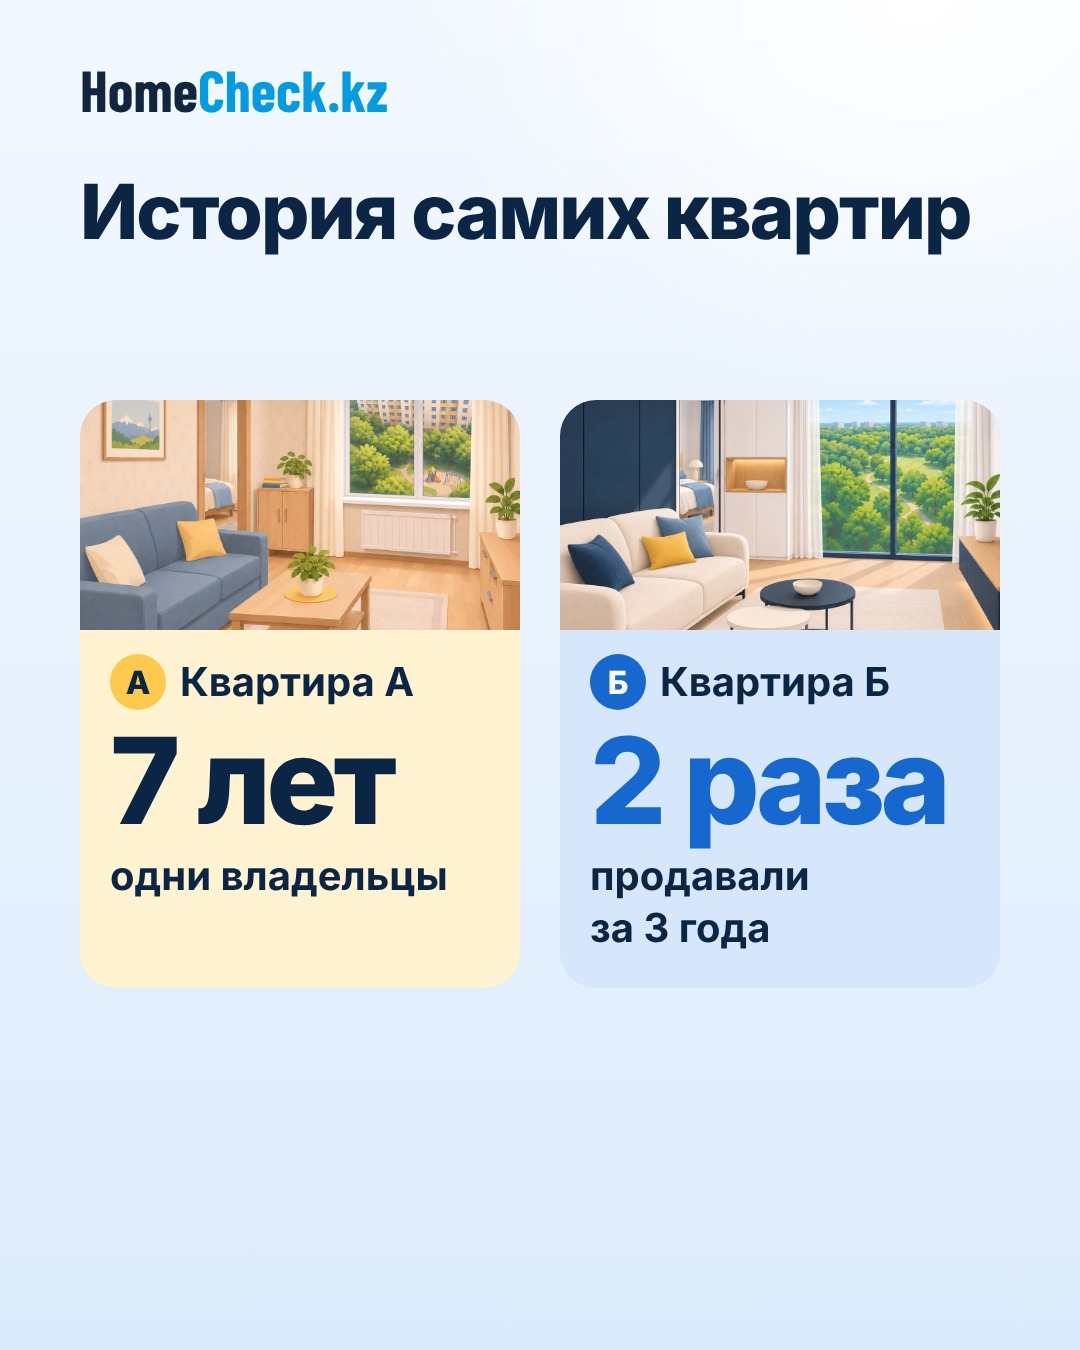 HomeCheck.kz
История самих квартир
А Квартира А
7 лет
одни владельцы
Б Квартира Б
2 раза
продавали
за 3 года